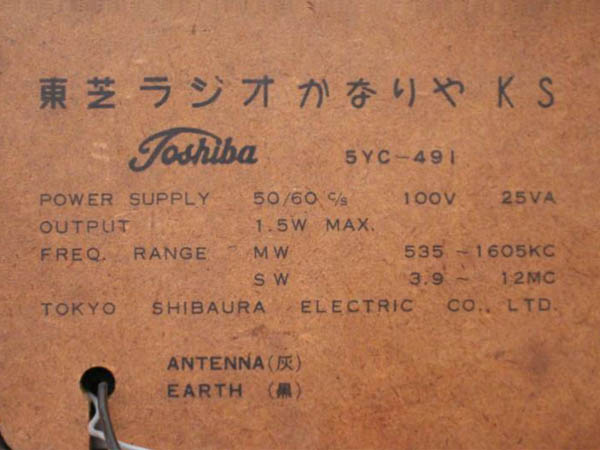 東芝ラジオかなりや KS
Toshiba 5YC-491
POWER SUPPLY 50/60 c/s 100V 25VA
OUTPUT 1.5W MAX.
FREQ. RANGE MW 535 ~ 1605KC
SW 3.9 ~ 12MC
TOKYO SHIBAURA ELECTRIC CO., LTD.
ANTENNA(灰)
EARTH (黒)